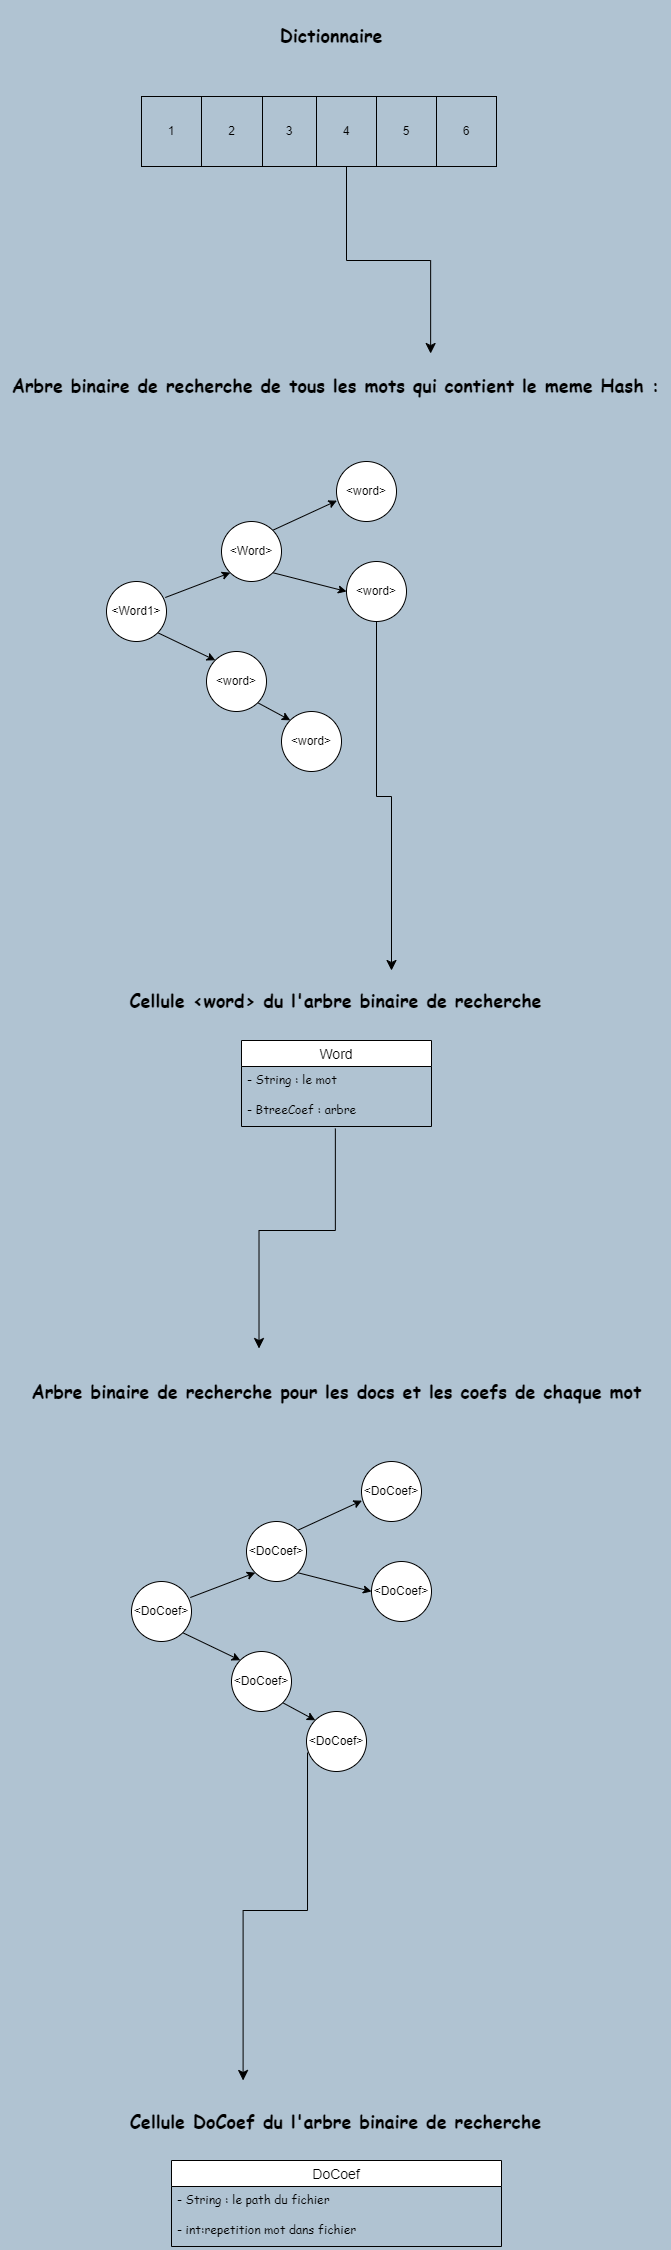 Dictionnaire
1 2 3 4 5 6
Arbre binaire de recherche de tous les mots qui contient le meme Hash :
<word>
<Word>
<word>
<Word1>
<word>
<word>
Cellule <word> du l'arbre binaire de recherche
Word
- String : le mot
- BtreeCoef : arbre
Arbre binaire de recherche pour les docs et les coefs de chaque mot
<DoCoef>
<DoCoef>
<DoCoef>
<DoCoef>
<DoCoef>
<DoCoef>
Cellule DoCoef du l'arbre binaire de recherche
DoCoef
- String : le path du fichier
- int:repetition mot dans fichier